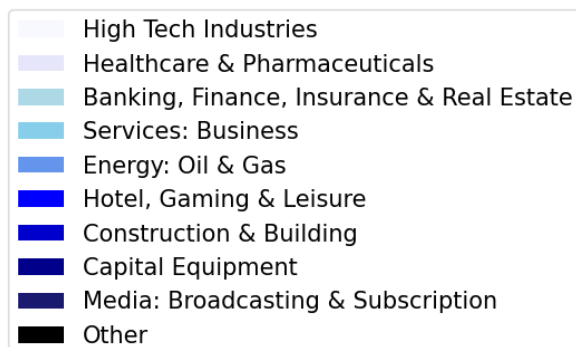 High Tech Industries
Healthcare & Pharmaceuticals
Banking, Finance, Insurance & Real Estate
Services: Business
Energy: Oil & Gas
Hotel, Gaming & Leisure
Construction & Building
Capital Equipment
Media: Broadcasting & Subscription
Other